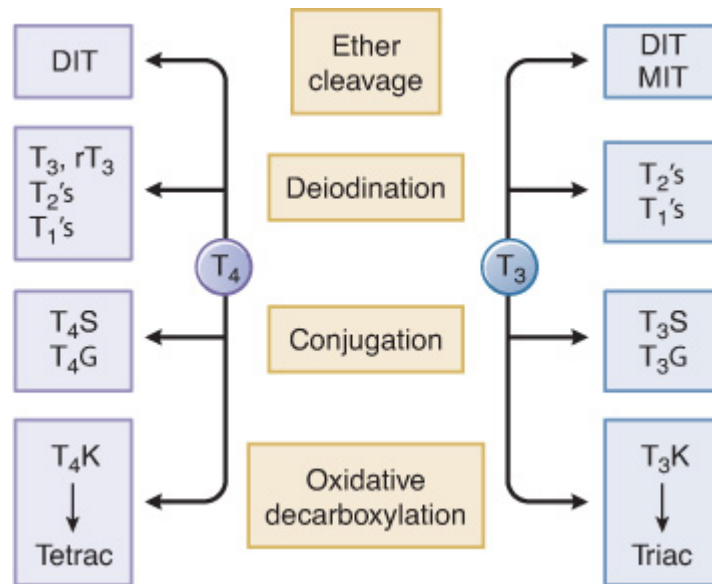 DIT
Ether
cleavage
DIT
MIT
T₃, rT₃
T₂'s
T₁'s
Deiodination
T₂'s
T₁'s
T₄
T₃
T₄S
T₄G
Conjugation
T₃S
T₃G
T₄K
Tetrac
Oxidative
decarboxylation
T₃K
Triac